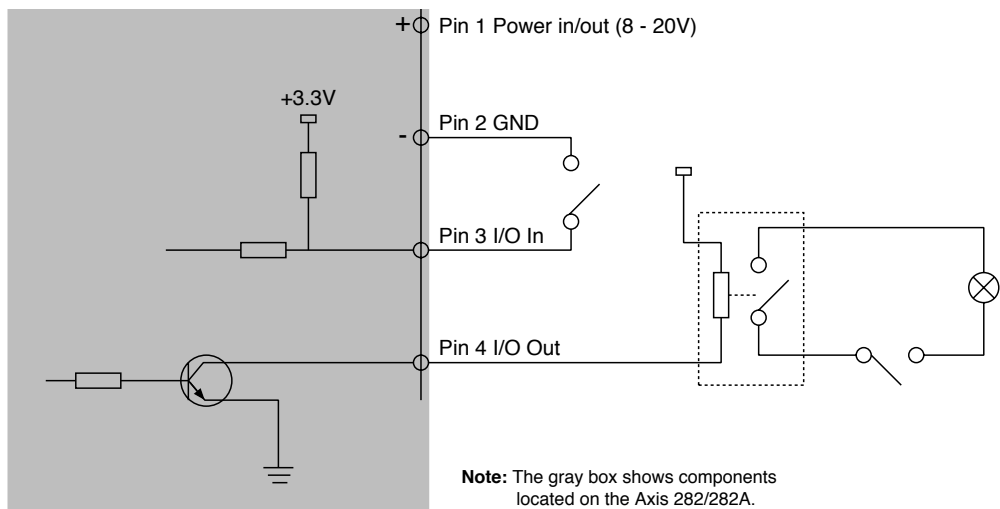 + Pin 1 Power in/out (8 - 20V)
+3.3V
- Pin 2 GND
Pin 3 I/O In
Pin 4 I/O Out
Note: The gray box shows components
located on the Axis 282/282A.